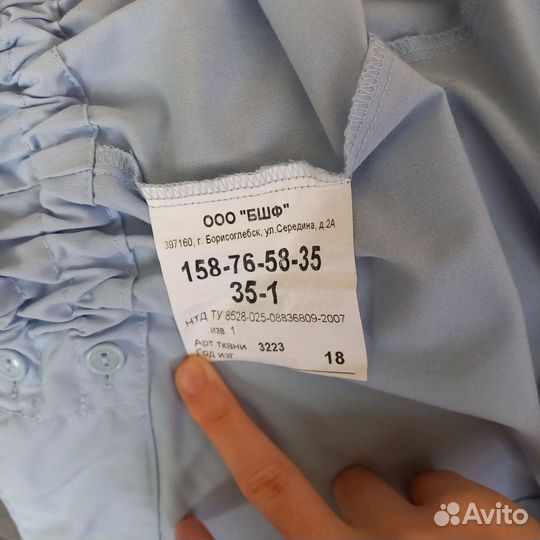 ООО "БШФ"
397160, г. Борисоглебск, ул.Середина, д.2А
158-76-58-35
35-1
НТД ТУ 8528-025-08836809-2007
изв. 1
Арт.ткани 3223
Год изг 18
Avito